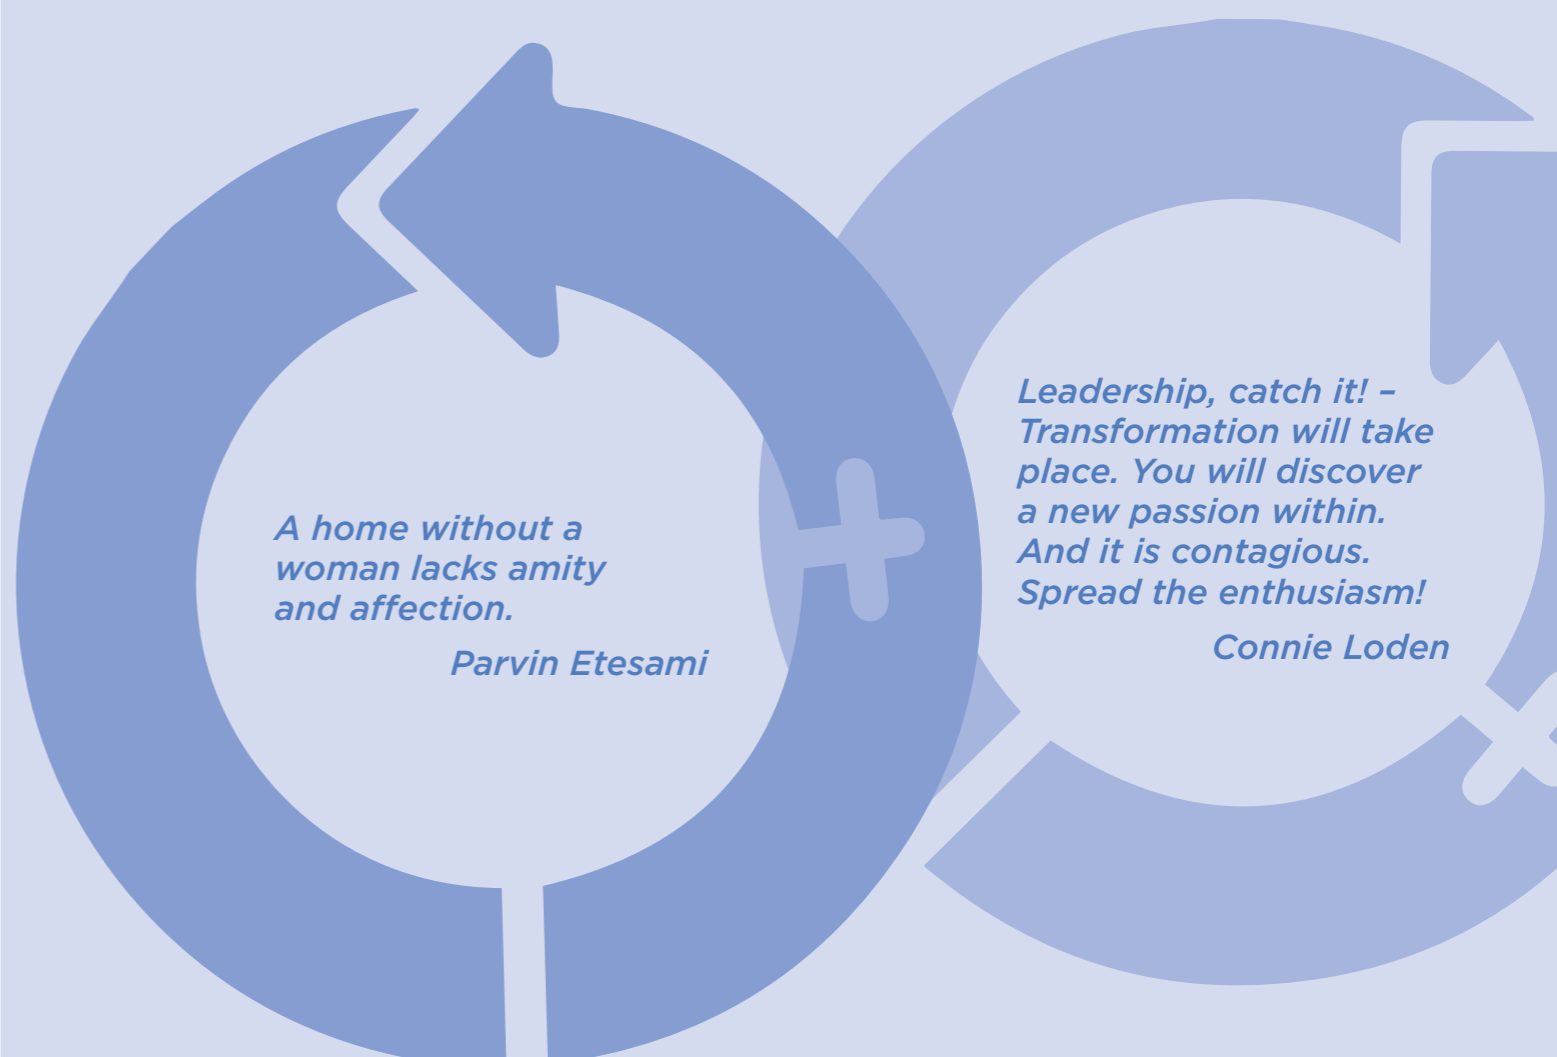 A home without a
woman lacks amity
and affection.
Parvin Etesami
Leadership, catch it! –
Transformation will take
place. You will discover
a new passion within.
And it is contagious.
Spread the enthusiasm!
Connie Loden